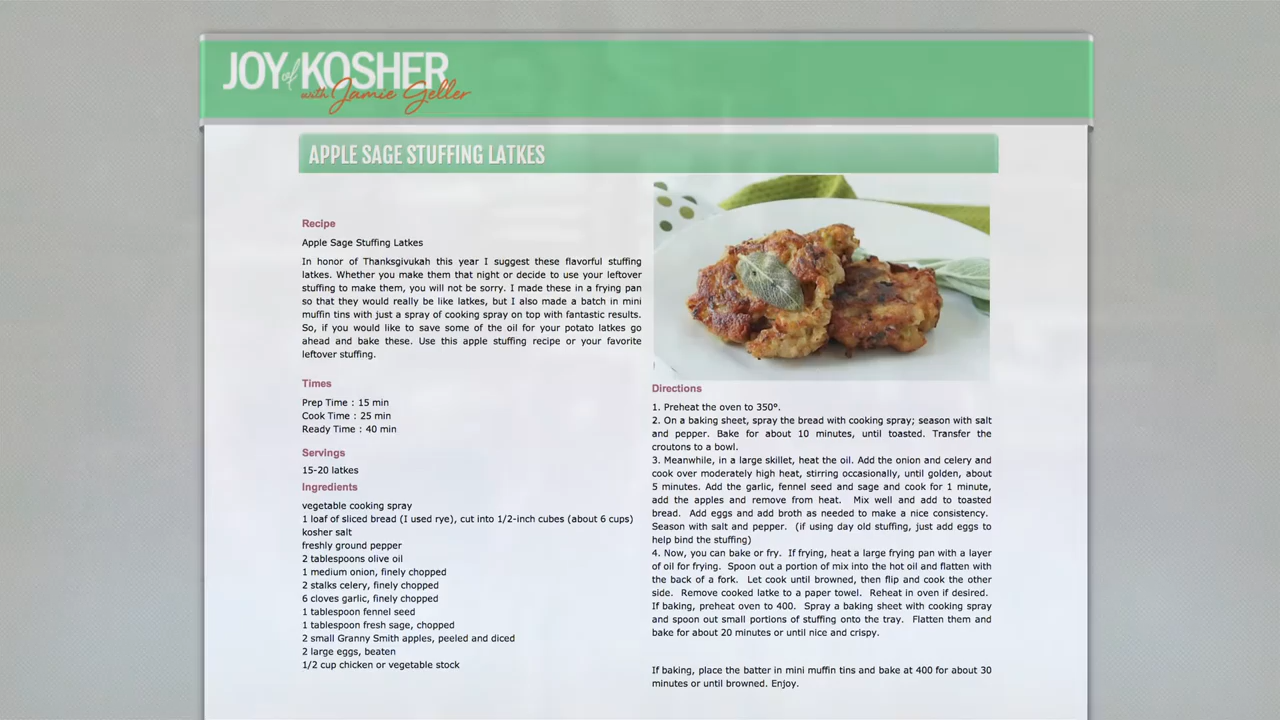 JOY of KOSHER
with Jamie Geller
APPLE SAGE STUFFING LATKES
Recipe
Apple Sage Stuffing Latkes
In honor of Thanksgivukah this year I suggest these flavorful stuffing
latkes. Whether you make them that night or decide to use your leftover
stuffing to make them, you will not be sorry. I made these in a frying pan
so that they would really be like latkes, but I also made a batch in mini
muffin tins with just a spray of cooking spray on top with fantastic results.
So, if you would like to save some of the oil for your potato latkes go
ahead and bake these. Use this apple stuffing recipe or your favorite
leftover stuffing.
Times
Prep Time : 15 min
Cook Time : 25 min
Ready Time : 40 min
Servings
15-20 latkes
Ingredients
vegetable cooking spray
1 loaf of sliced bread (I used rye), cut into 1/2-inch cubes (about 6 cups)
kosher salt
freshly ground pepper
2 tablespoons olive oil
1 medium onion, finely chopped
2 stalks celery, finely chopped
6 cloves garlic, finely chopped
1 tablespoon fennel seed
1 tablespoon fresh sage, chopped
2 small Granny Smith apples, peeled and diced
2 large eggs, beaten
1/2 cup chicken or vegetable stock
Directions
1. Preheat the oven to 350°.
2. On a baking sheet, spray the bread with cooking spray; season with salt
and pepper. Bake for about 10 minutes, until toasted. Transfer the
croutons to a bowl.
3. Meanwhile, in a large skillet, heat the oil. Add the onion and celery and
cook over moderately high heat, stirring occasionally, until golden, about
5 minutes. Add the garlic, fennel seed and sage and cook for 1 minute,
add the apples and remove from heat. Mix well and add to toasted
bread. Add eggs and add broth as needed to make a nice consistency.
Season with salt and pepper. (if using day old stuffing, just add eggs to
help bind the stuffing)
4. Now, you can bake or fry. If frying, heat a large frying pan with a layer
of oil for frying. Spoon out a portion of mix into the hot oil and flatten with
the back of a fork. Let cook until browned, then flip and cook the other
side. Remove cooked latke to a paper towel. Reheat in oven if desired.
If baking, preheat oven to 400. Spray a baking sheet with cooking spray
and spoon out small portions of stuffing onto the tray. Flatten them and
bake for about 20 minutes or until nice and crispy.
If baking, place the batter in mini muffin tins and bake at 400 for about 30
minutes or until browned. Enjoy.